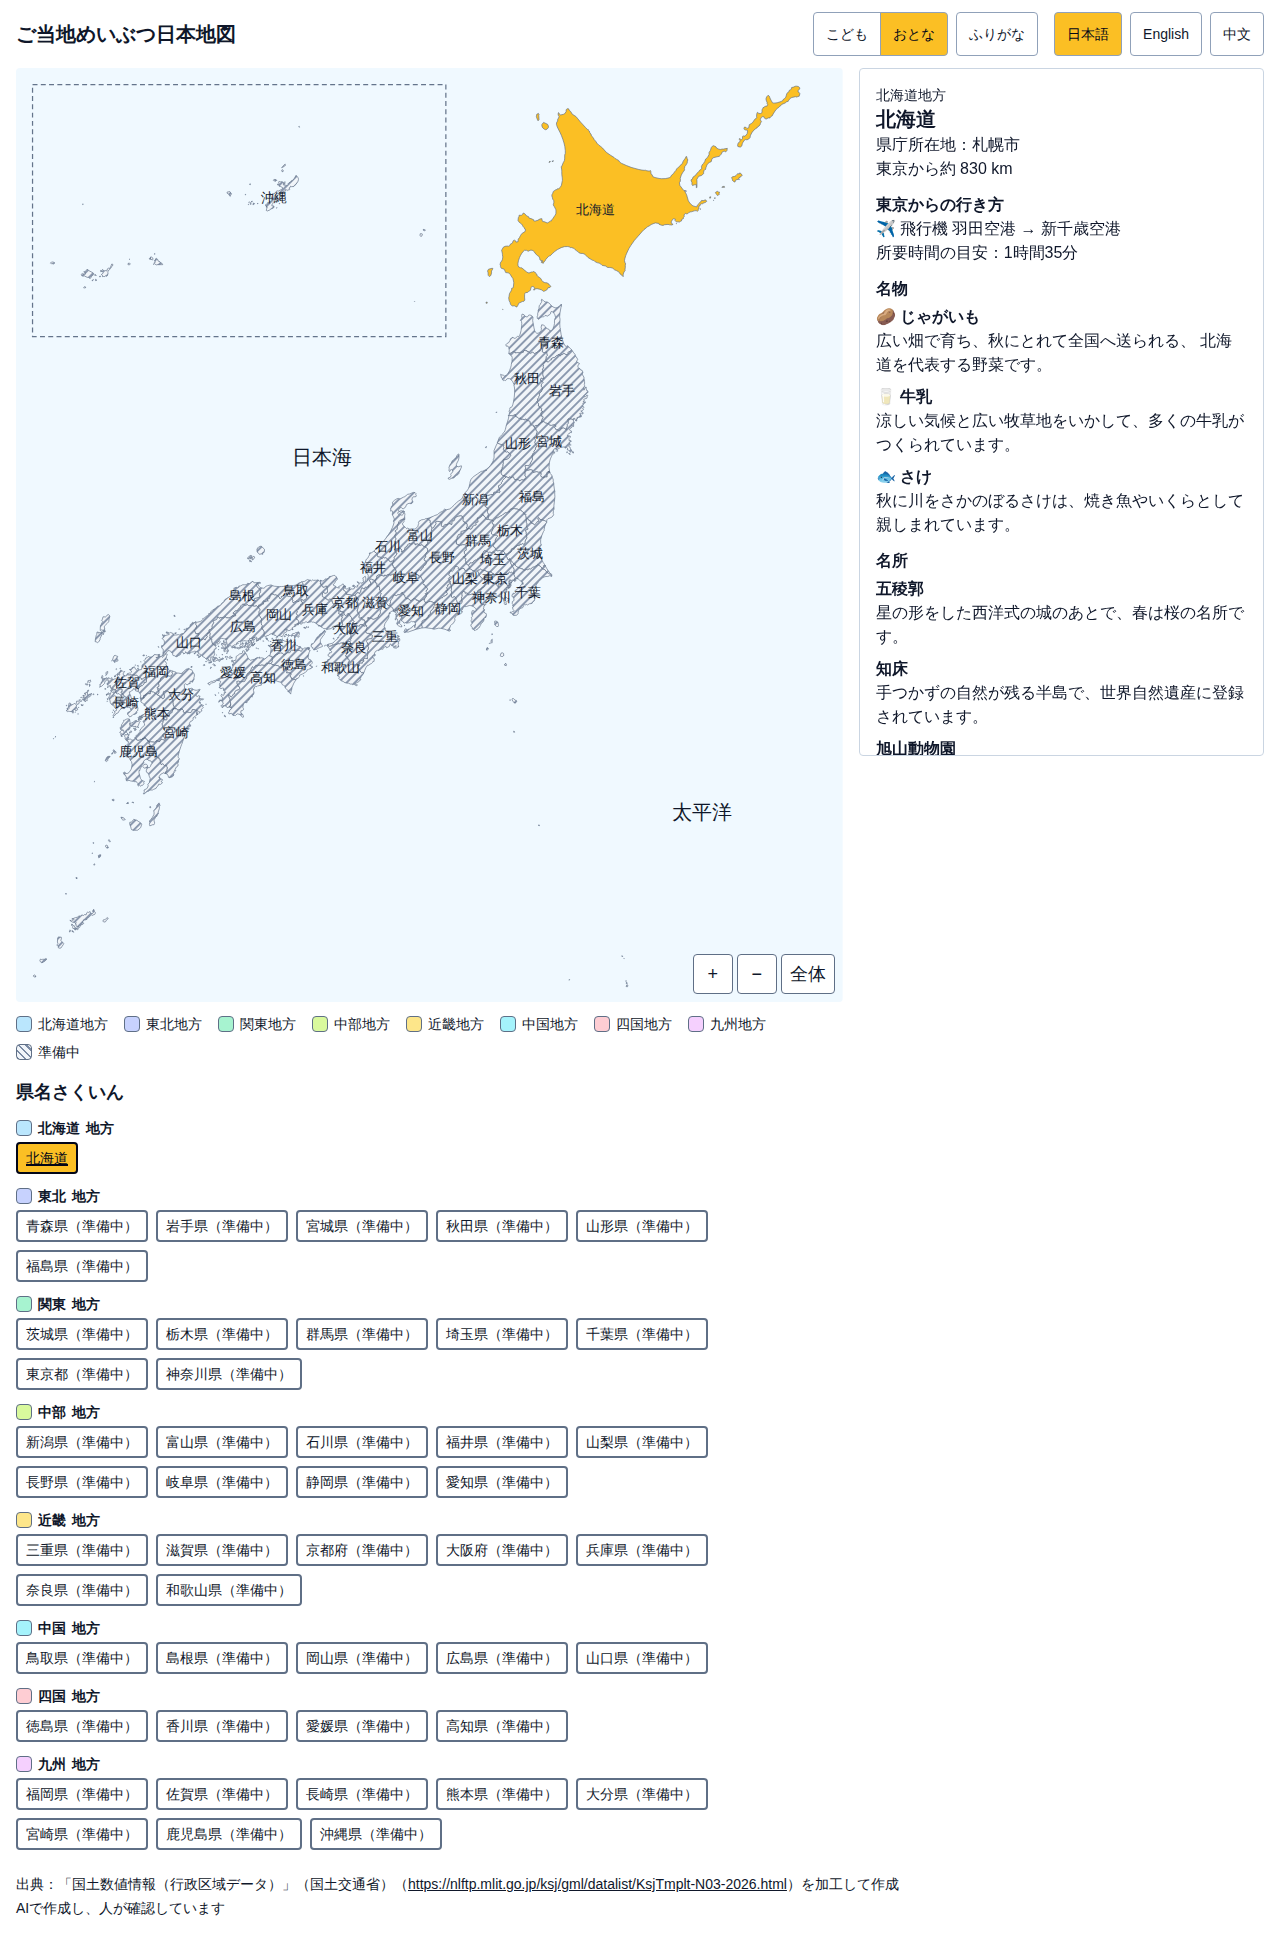 ご当地めいぶつ日本地図
こども おとな ふりがな 日本語 English 中文
沖縄
北海道
青森
秋田
岩手
山形 宮城
日本海
新潟 福島
富山 群馬 栃木
石川 長野 埼玉 茨城
福井 岐阜 山梨 東京
島根 鳥取 京都 滋賀 神奈川 千葉
岡山 兵庫 愛知 静岡
広島 大阪 三重
山口 香川 奈良
福岡 愛媛 高知 徳島 和歌山
佐賀 大分
長崎 熊本
宮崎
鹿児島
太平洋
+ − 全体
北海道地方
北海道
県庁所在地：札幌市
東京から約 830 km
東京からの行き方
✈️ 飛行機 羽田空港 → 新千歳空港
所要時間の目安：1時間35分
名物
🥔 じゃがいも
広い畑で育ち、秋にとれて全国へ送られる、 北海
道を代表する野菜です。
🥛 牛乳
涼しい気候と広い牧草地をいかして、多くの牛乳が
つくられています。
🐟 さけ
秋に川をさかのぼるさけは、焼き魚やいくらとして
親しまれています。
名所
五稜郭
星の形をした西洋式の城のあとで、春は桜の名所で
す。
知床
手つかずの自然が残る半島で、世界自然遺産に登録
されています。
旭山動物園
北海道地方 東北地方 関東地方 中部地方 近畿地方 中国地方 四国地方 九州地方
準備中
県名さくいん
北海道 地方
北海道
東北 地方
青森県（準備中） 岩手県（準備中） 宮城県（準備中） 秋田県（準備中） 山形県（準備中）
福島県（準備中）
関東 地方
茨城県（準備中） 栃木県（準備中） 群馬県（準備中） 埼玉県（準備中） 千葉県（準備中）
東京都（準備中） 神奈川県（準備中）
中部 地方
新潟県（準備中） 富山県（準備中） 石川県（準備中） 福井県（準備中） 山梨県（準備中）
長野県（準備中） 岐阜県（準備中） 静岡県（準備中） 愛知県（準備中）
近畿 地方
三重県（準備中） 滋賀県（準備中） 京都府（準備中） 大阪府（準備中） 兵庫県（準備中）
奈良県（準備中） 和歌山県（準備中）
中国 地方
鳥取県（準備中） 島根県（準備中） 岡山県（準備中） 広島県（準備中） 山口県（準備中）
四国 地方
徳島県（準備中） 香川県（準備中） 愛媛県（準備中） 高知県（準備中）
九州 地方
福岡県（準備中） 佐賀県（準備中） 長崎県（準備中） 熊本県（準備中） 大分県（準備中）
宮崎県（準備中） 鹿児島県（準備中） 沖縄県（準備中）
出典：「国土数値情報（行政区域データ）」（国土交通省）（https://nlftp.mlit.go.jp/ksj/gml/datalist/KsjTmplt-N03-2026.html）を加工して作成
AIで作成し、人が確認しています